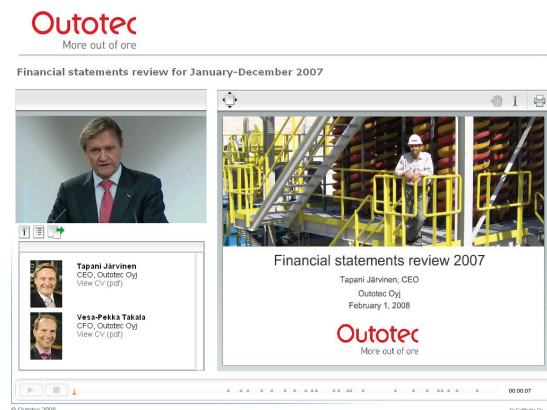 Outotec
More out of ore
Financial statements review for January-December 2007
Tapani Järvinen
CEO, Outotec Oyj
View CV (pdf)
Vesa-Pekka Takala
CFO, Outotec Oyj
View CV (pdf)
Financial statements review 2007
Tapani Järvinen, CEO
Outotec Oyj
February 1, 2008
Outotec
More out of ore
1
00:00:07
© Outotec 2008